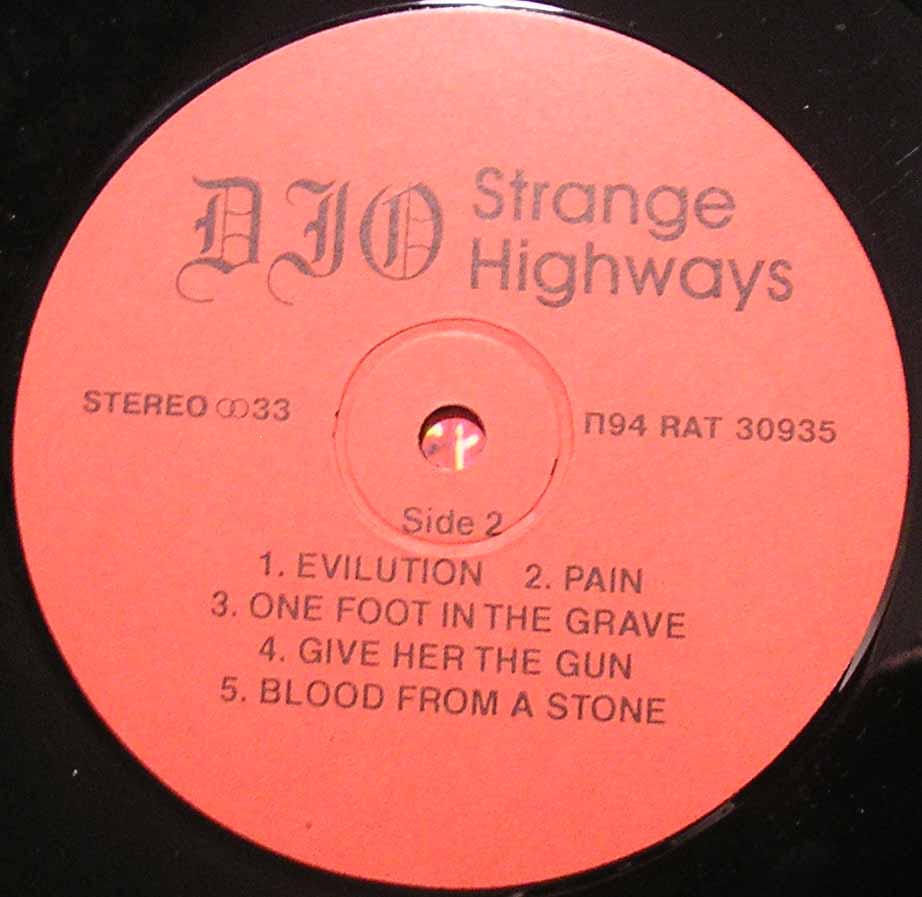 DIO Strange
Highways
STEREO ꝏ33
П94 RAT 30935
Side 2
1. EVILUTION 2. PAIN
3. ONE FOOT IN THE GRAVE
4. GIVE HER THE GUN
5. BLOOD FROM A STONE